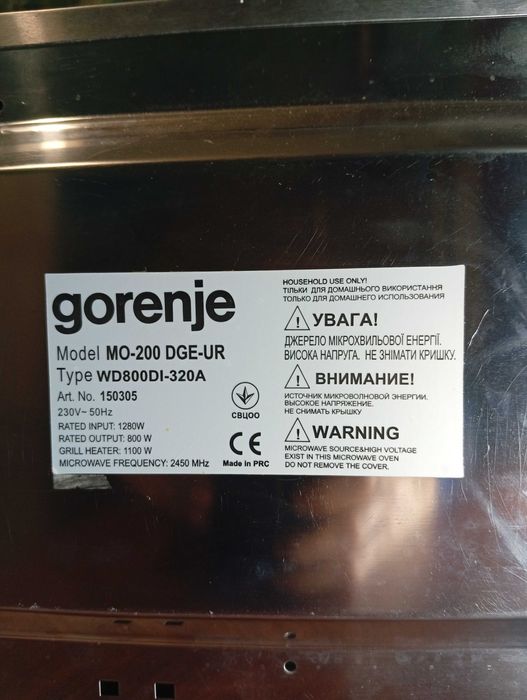 gorenje
Model MO-200 DGE-UR
Type WD800DI-320A
Art. No. 150305
230V~ 50Hz
RATED INPUT: 1280W
RATED OUTPUT: 800 W
GRILL HEATER: 1100 W
MICROWAVE FREQUENCY: 2450 MHz
СВЦОО
CE
Made in PRC
HOUSEHOLD USE ONLY!
ТІЛЬКИ ДЛЯ ДОМАШНЬОГО ВИКОРИСТАННЯ
ТОЛЬКО ДЛЯ ДОМАШНЕГО ИСПОЛЬЗОВАНИЯ
УВАГА!
ДЖЕРЕЛО МІКРОХВИЛЬОВОЇ ЕНЕРГІЇ.
ВИСОКА НАПРУГА. НЕ ЗНІМАТИ КРИШКУ.
ВНИМАНИЕ!
ИСТОЧНИК МИКРОВОЛНОВОЙ ЭНЕРГИИ.
ВЫСОКОЕ НАПРЯЖЕНИЕ.
НЕ СНИМАТЬ КРЫШКУ
WARNING
MICROWAVE SOURCE&HIGH VOLTAGE
EXIST IN THIS MICROWAVE OVEN
DO NOT REMOVE THE COVER.